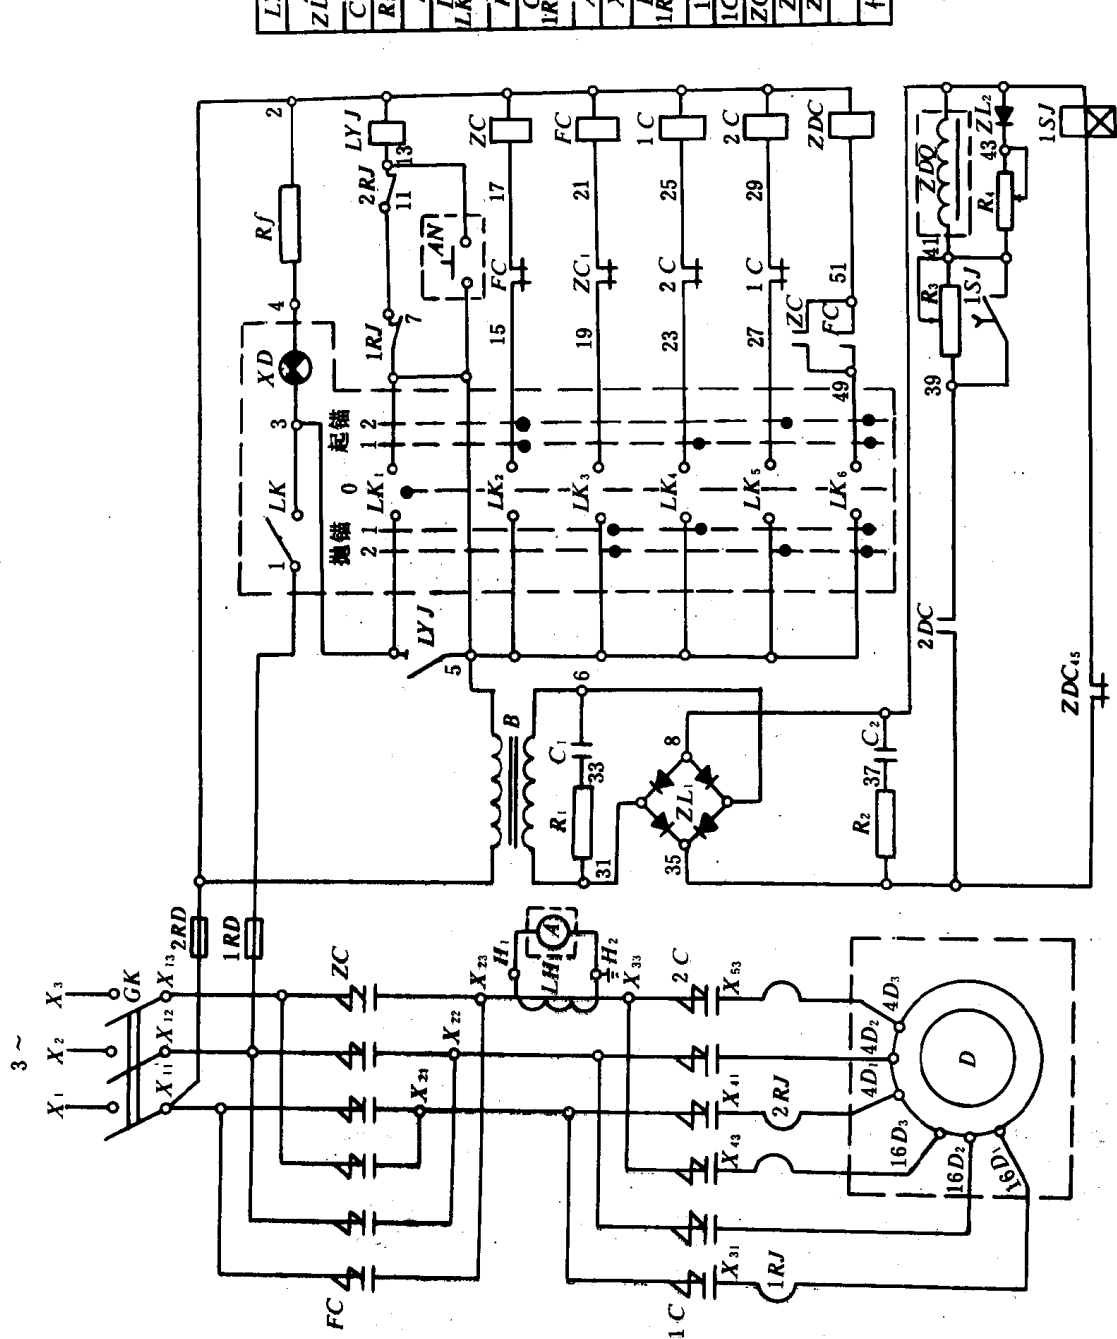 3 ~
X₁ X₂ X₃
GK
X₁₁ X₁₂ X₁₃
2RD
1RD
FC
ZC
X₂₁ X₂₂ X₂₃
H₁
LH
A
H₂
X₃₃
1C
2C
X₃₁ X₄₃ X₄₁ X₅₃
1RJ
2RJ
16D₁ 16D₂ 16D₃ 4D₁ 4D₂ 4D₃
D
B
R₁
C₁
31
33
6
ZL₁
8
35
R₂
C₂
37
1
LK
3
XD
4
Rf
2
抛锚
起锚
2 1 0 1 2
LYJ
5
LK₁
1RJ
7
2RJ
11
13
LYJ
AN
LK₂
15
FC
17
ZC
LK₃
19
ZC₁
21
FC
LK₄
23
2C
25
1C
LK₅
27
1C
29
2C
LK₆
49
ZC
FC
51
ZDC
2DC
39
R₃
41
1SJ
ZDQ
R₄
43
ZL₂
ZDC₄₅
1SJ